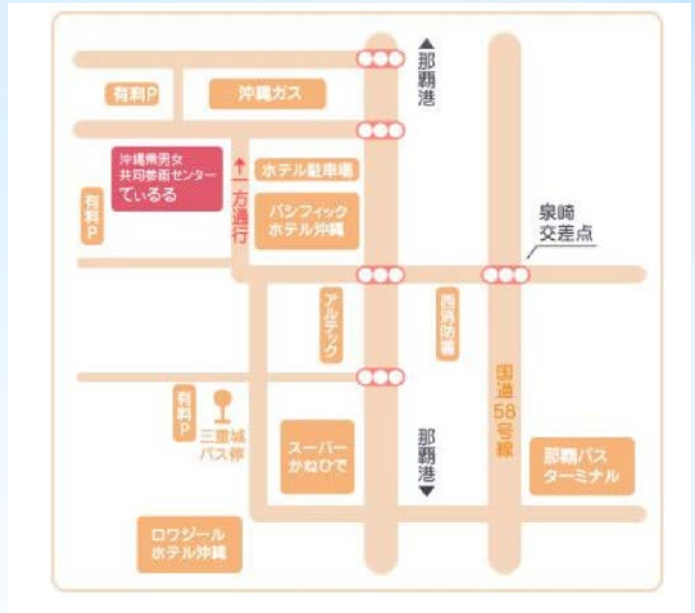 ▲那覇港
有料P
沖縄ガス
沖縄県男女
共同参画センター
てぃるる
一方通行
ホテル駐車場
パシフィック
ホテル沖縄
有料P
泉崎
交差点
アルテック
西消防署
国道58号線
有料P
三重城
バス停
スーパー
かねひで
那覇港▼
那覇バス
ターミナル
ロワジール
ホテル沖縄